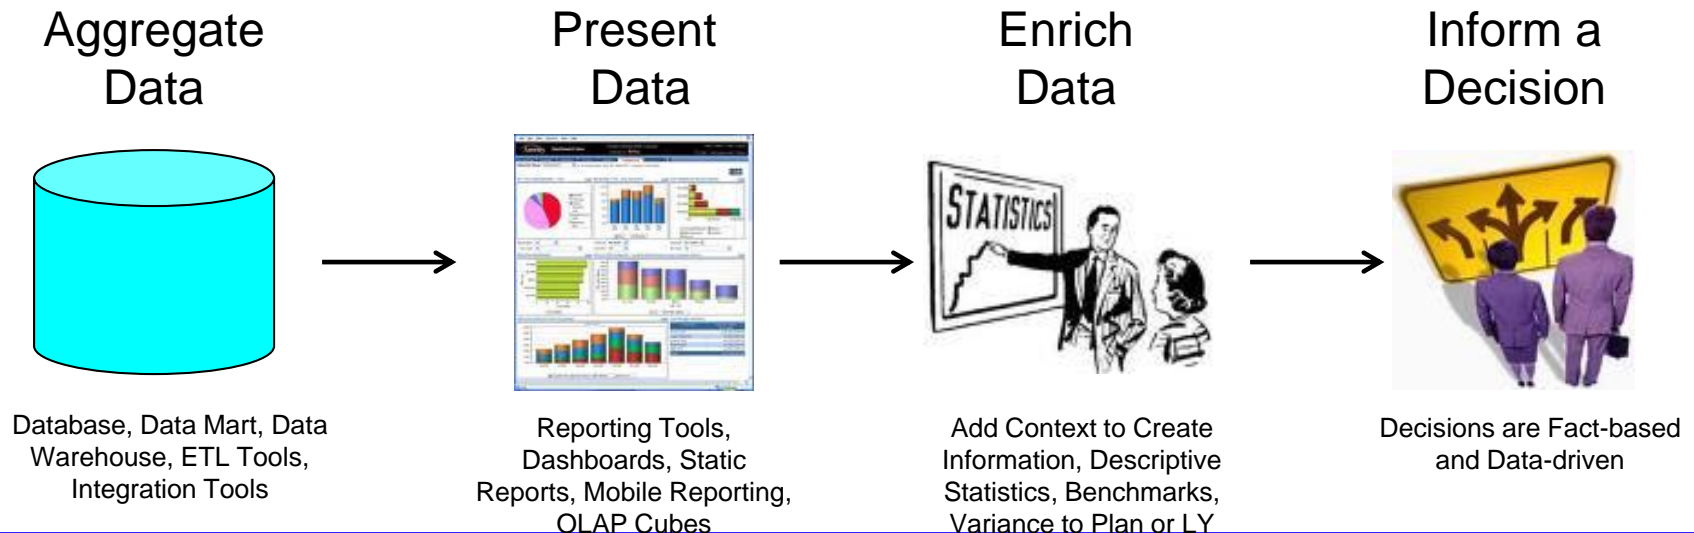 Aggregate
Data
Present
Data
Enrich
Data
Inform a
Decision
STATISTICS
Database, Data Mart, Data
Warehouse, ETL Tools,
Integration Tools
Reporting Tools,
Dashboards, Static
Reports, Mobile Reporting,
OLAP Cubes
Add Context to Create
Information, Descriptive
Statistics, Benchmarks,
Variance to Plan or LY
Decisions are Fact-based
and Data-driven